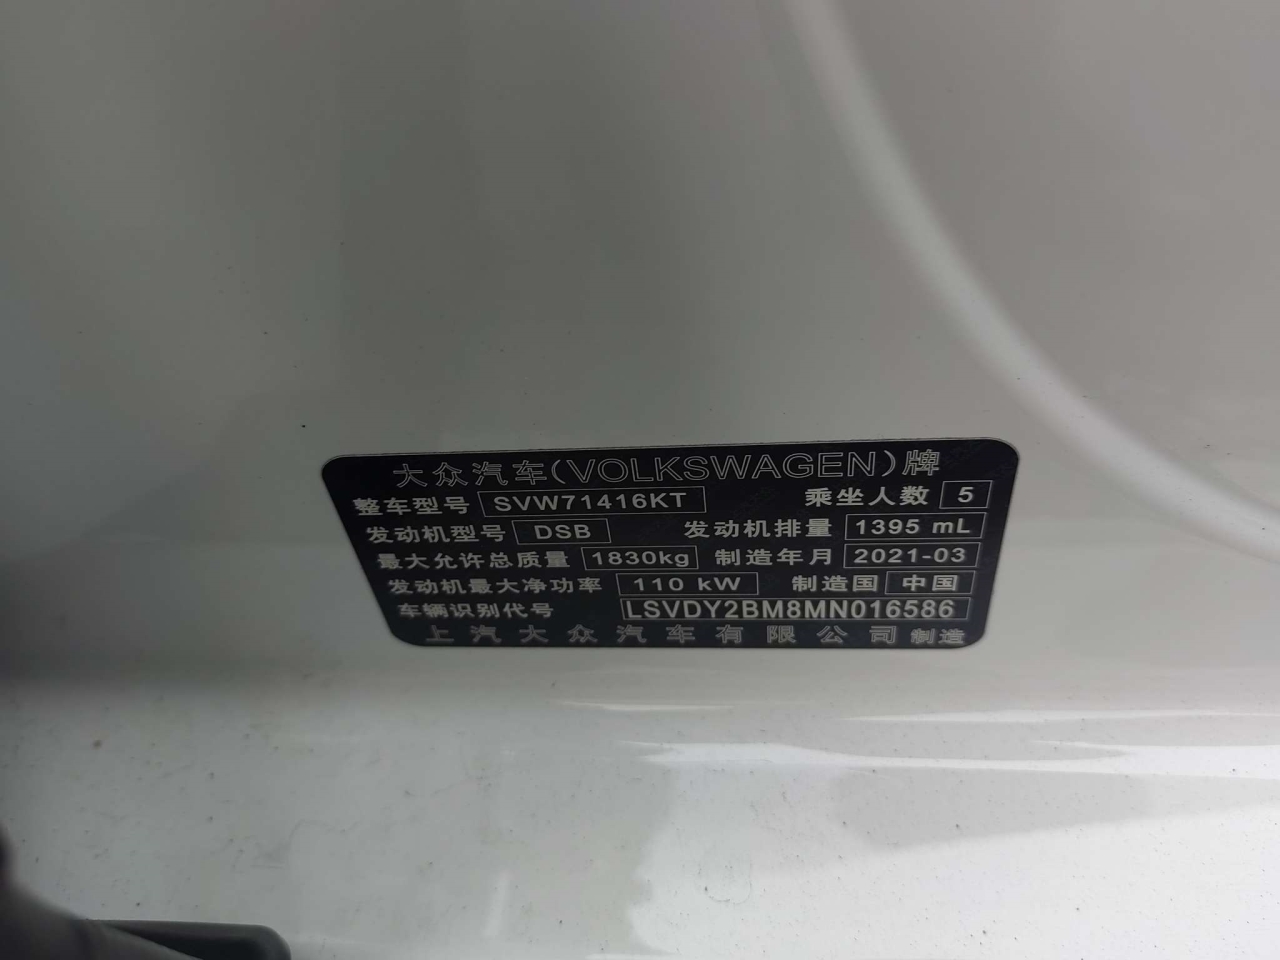 大众汽车(VOLKSWAGEN)牌
整车型号 SVW71416KT 乘坐人数 5
发动机型号 DSB 发动机排量 1395 mL
最大允许总质量 1830kg 制造年月 2021-03
发动机最大净功率 110 kW 制造国 中国
车辆识别代号 LSVDY2BM8MN016586
上汽大众汽车有限公司 制造